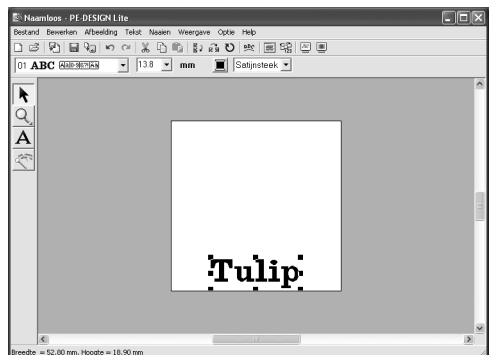 Naamloos - PE-DESIGN Lite
Bestand Bewerken Afbeelding Tekst Naaien Weergave Optie Help
01 ABC 13.8 mm Satijnsteek
A
Tulip
Breedte = 52.80 mm, Hoogte = 18.90 mm